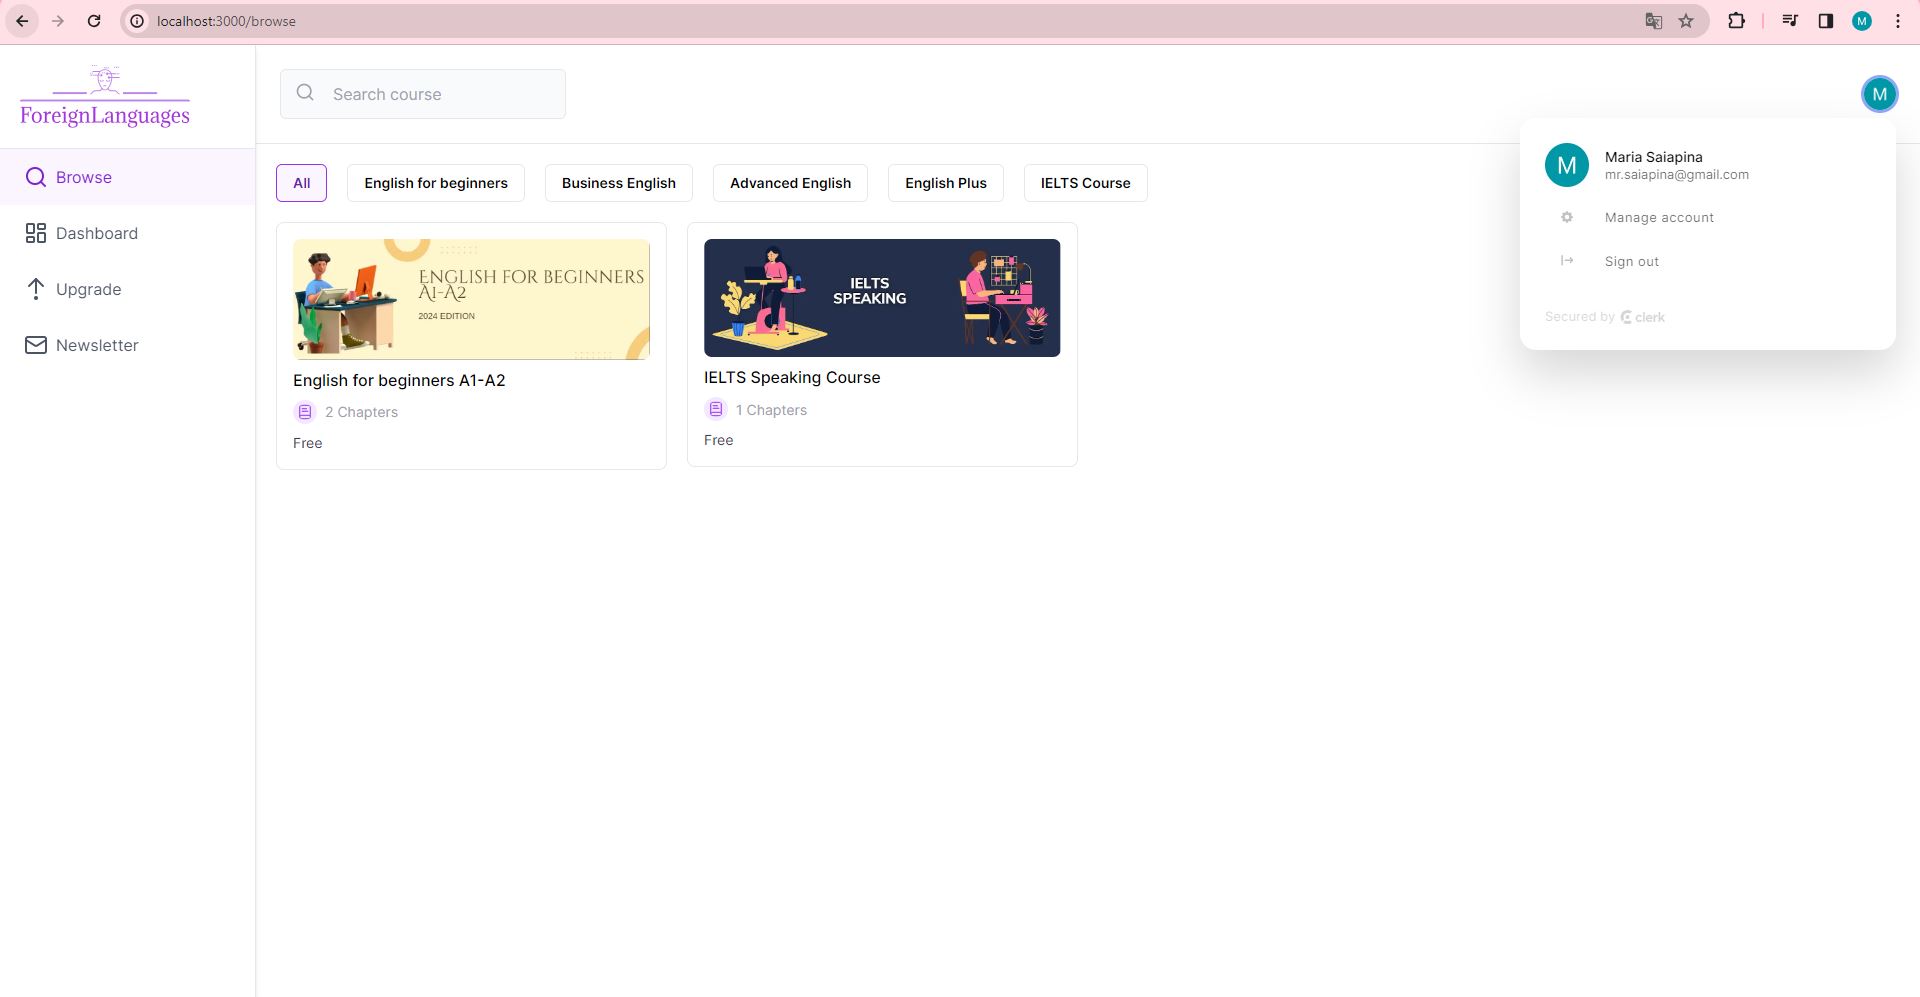 localhost:3000/browse
M
ForeignLanguages
Search course
M
Browse
Dashboard
Upgrade
Newsletter
All
English for beginners
Business English
Advanced English
English Plus
IELTS Course
ENGLISH FOR BEGINNERS
A1-A2
2024 EDITION
English for beginners A1-A2
2 Chapters
Free
IELTS
SPEAKING
IELTS Speaking Course
1 Chapters
Free
M
Maria Saiapina
mr.saiapina@gmail.com
Manage account
Sign out
Secured by clerk